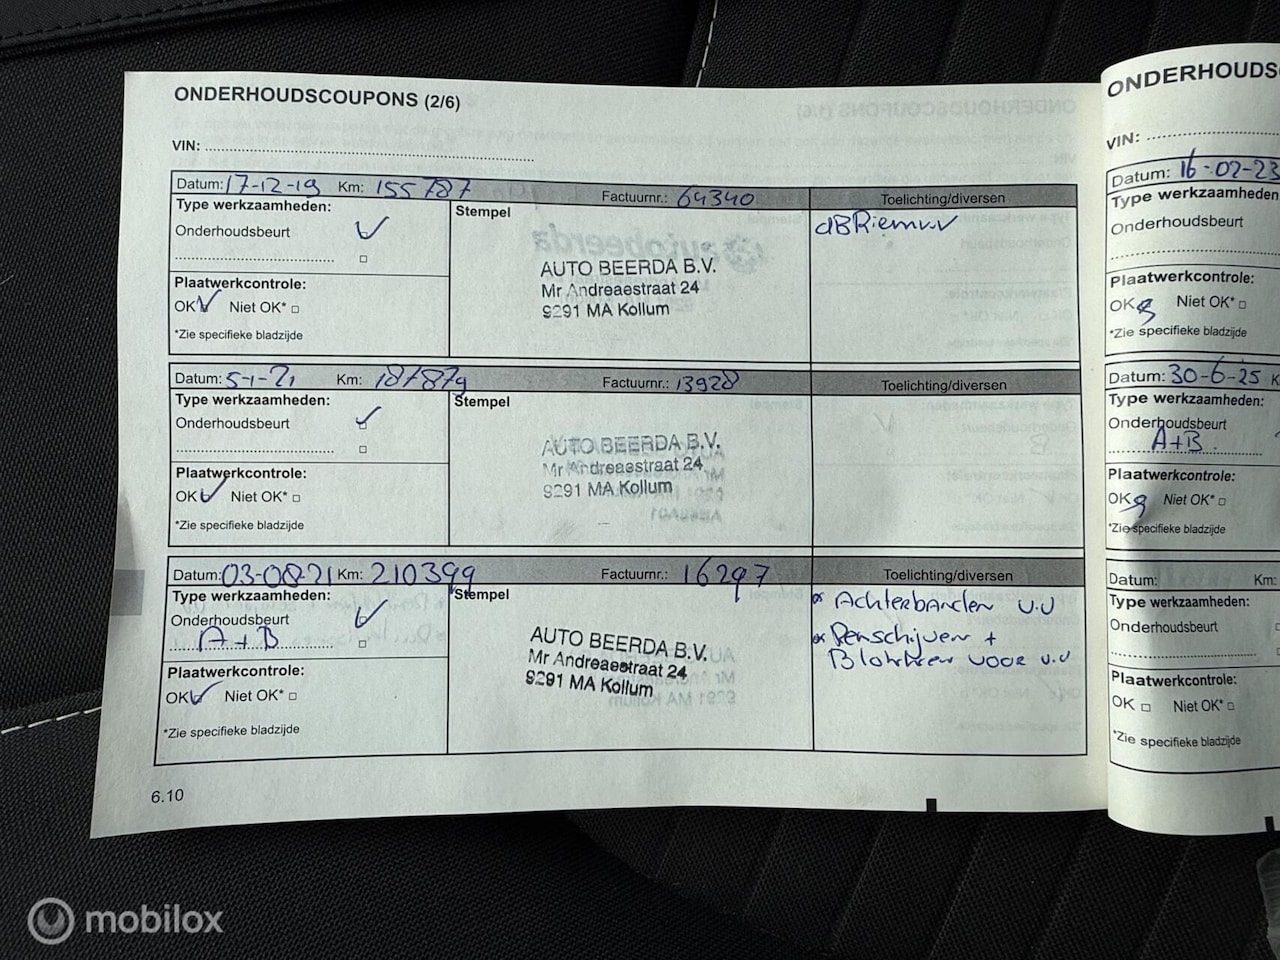 ONDERHOUDSCOUPONS (2/6)
VIN:
Datum: 17-12-19 Km: 155787 Factuurnr.: 64340 Toelichting/diversen
Type werkzaamheden:
Stempel
Onderhoudsbeurt
Plaatwerkcontrole:
OK Niet OK*
*Zie specifieke bladzijde
AUTO BEERDA B.V.
Mr Andreaestraat 24
9291 MA Kollum
dBRiem v.v
Datum: 5-1-21 Km: 187879 Factuurnr.: 13928 Toelichting/diversen
Type werkzaamheden:
Stempel
Onderhoudsbeurt
Plaatwerkcontrole:
OK Niet OK*
*Zie specifieke bladzijde
AUTO BEERDA B.V.
Mr Andreaestraat 24
9291 MA Kollum
Datum: 03-08-21 Km: 210399 Factuurnr.: 16297 Toelichting/diversen
Type werkzaamheden:
Stempel
Onderhoudsbeurt
A+B
Plaatwerkcontrole:
OK Niet OK*
*Zie specifieke bladzijde
AUTO BEERDA B.V.
Mr Andreaestraat 24
9291 MA Kollum
* Achterbanden v.v
* Remschijven +
Blokken voor v.v
6.10
ONDERHOUDSC
VIN:
Datum: 16-02-23
Type werkzaamheden
Onderhoudsbeurt
Plaatwerkcontrole:
OK Niet OK*
*Zie specifieke bladzijde
Datum: 30-6-25 K
Type werkzaamheden:
Onderhoudsbeurt
A+B
Plaatwerkcontrole:
OK Niet OK*
*Zie specifieke bladzijde
Datum: Km:
Type werkzaamheden:
Onderhoudsbeurt
Plaatwerkcontrole:
OK Niet OK*
*Zie specifieke bladzijde
mobilox